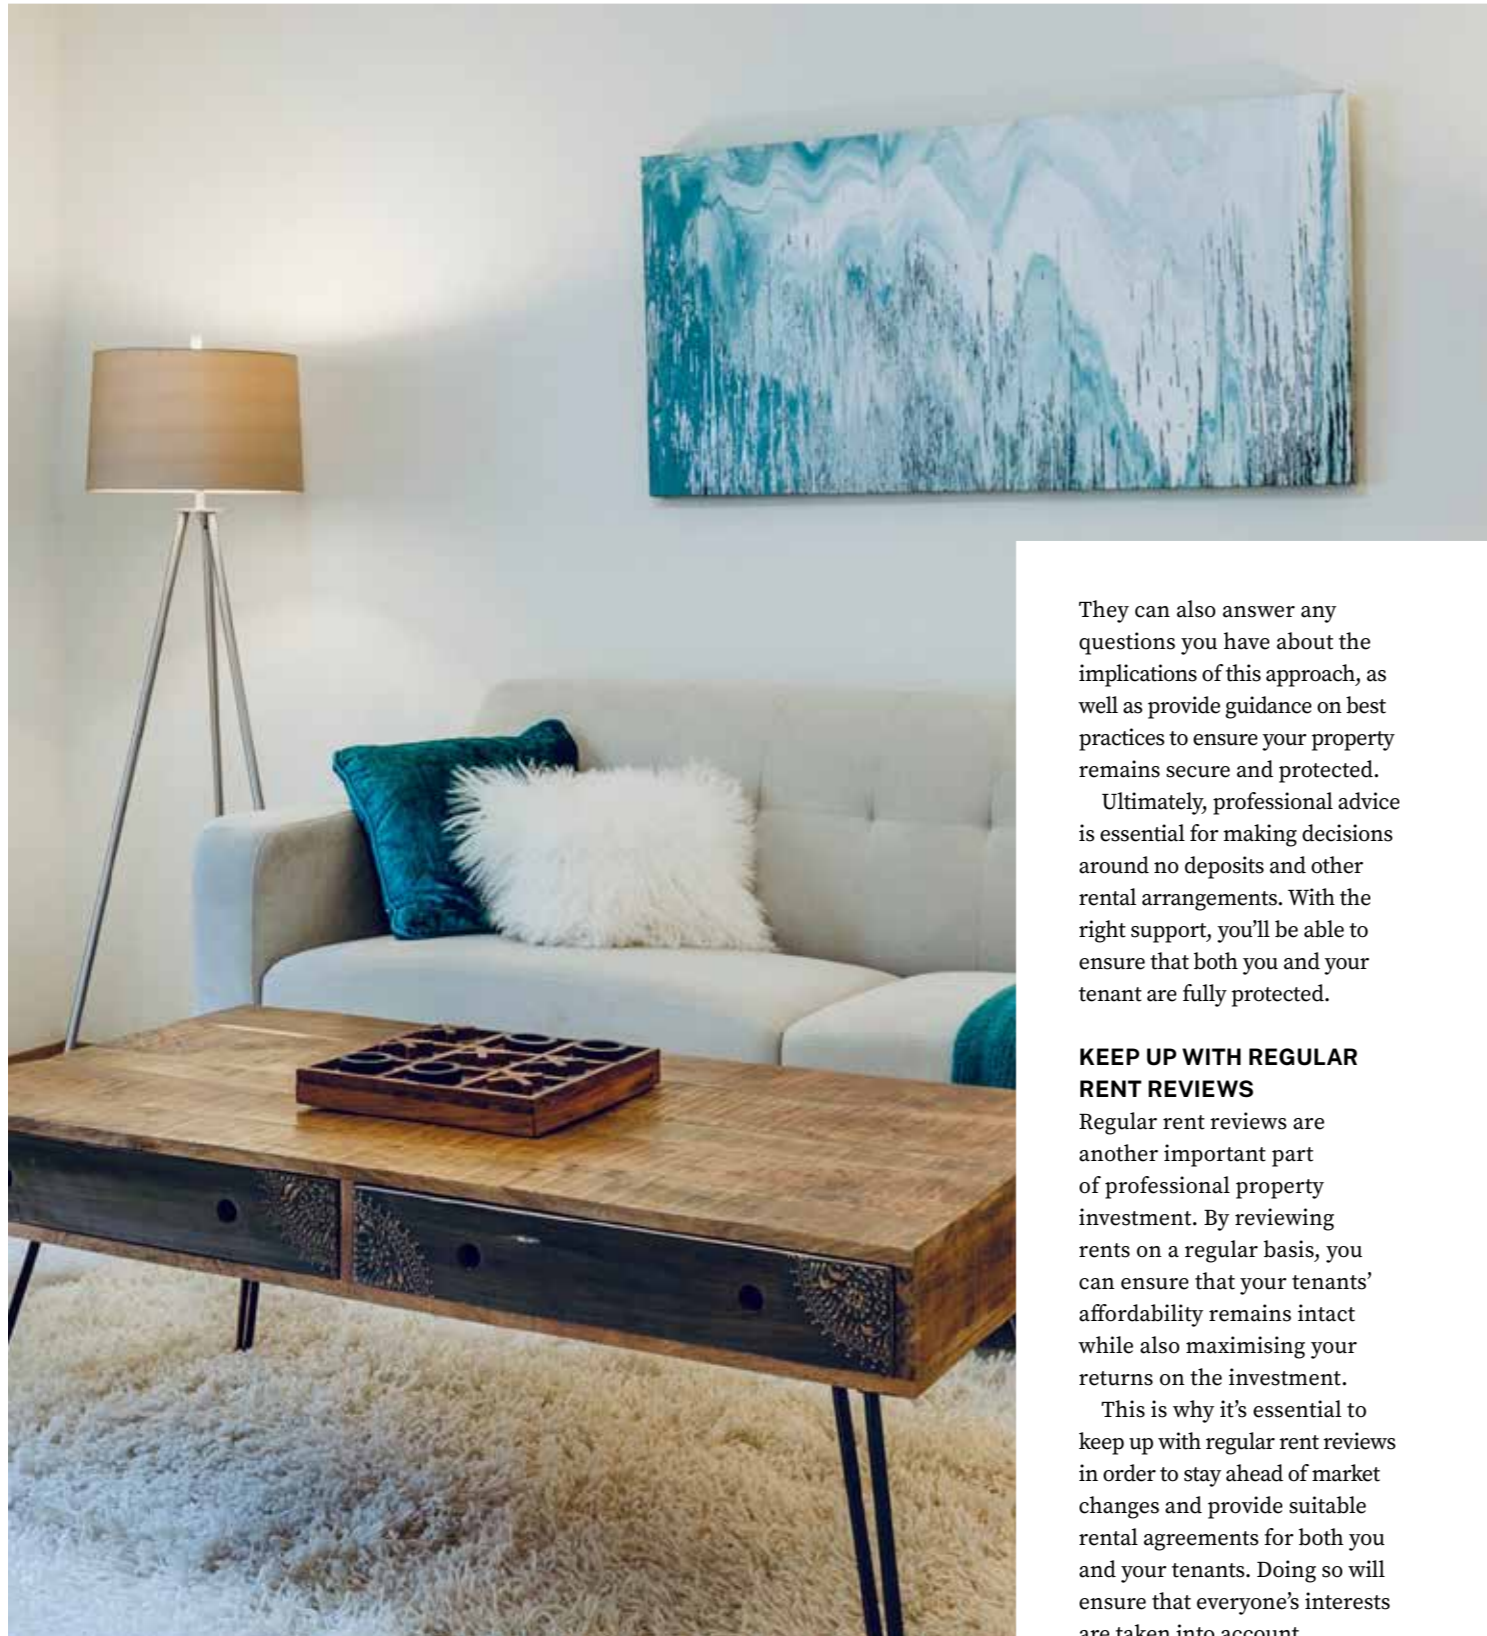 They can also answer any
questions you have about the
implications of this approach, as
well as provide guidance on best
practices to ensure your property
remains secure and protected.
Ultimately, professional advice
is essential for making decisions
around no deposits and other
rental arrangements. With the
right support, you’ll be able to
ensure that both you and your
tenant are fully protected.
KEEP UP WITH REGULAR
RENT REVIEWS
Regular rent reviews are
another important part
of professional property
investment. By reviewing
rents on a regular basis, you
can ensure that your tenants’
affordability remains intact
while also maximising your
returns on the investment.
This is why it’s essential to
keep up with regular rent reviews
in order to stay ahead of market
changes and provide suitable
rental agreements for both you
and your tenants. Doing so will
ensure that everyone’s interests
are taken into account